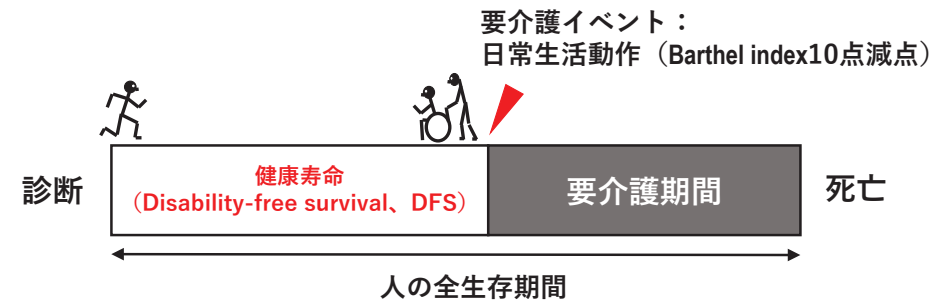 要介護イベント：
日常生活動作（Barthel index10点減点）
診断
健康寿命
（Disability-free survival、DFS）
要介護期間
死亡
人の全生存期間